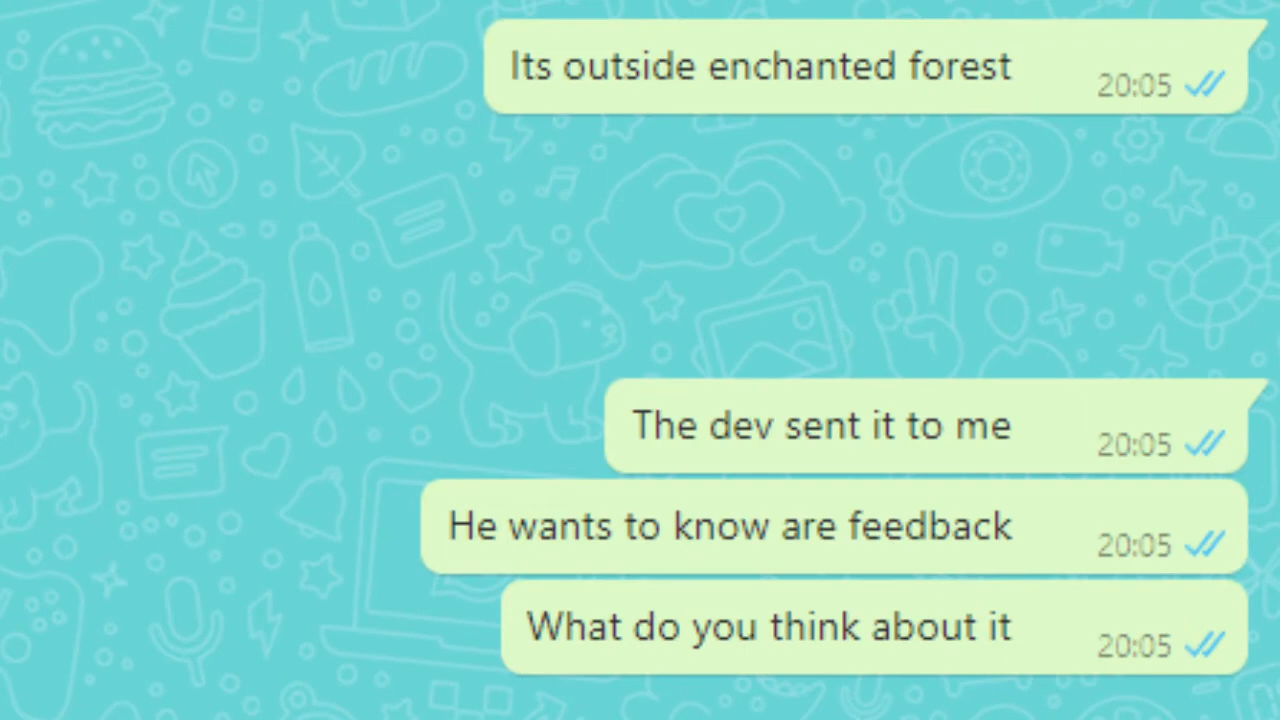 Its outside enchanted forest
20:05
The dev sent it to me
20:05
He wants to know are feedback
20:05
What do you think about it
20:05